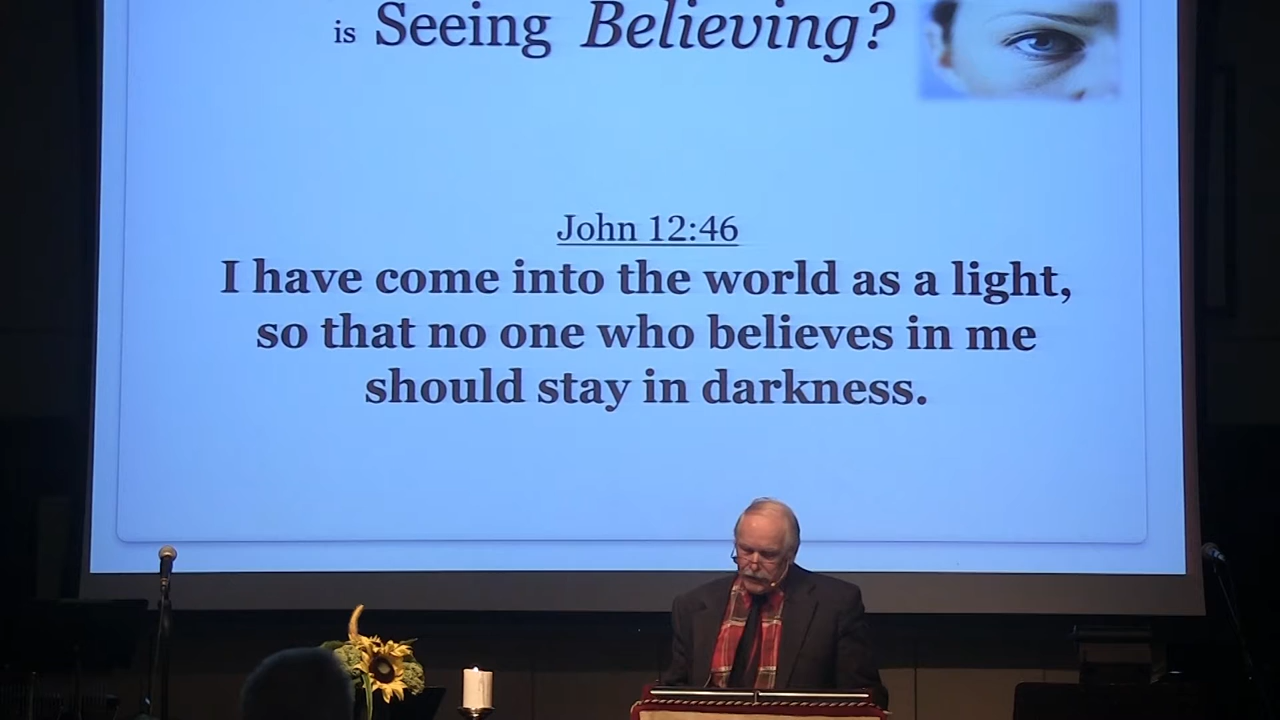 is Seeing Believing?
John 12:46
I have come into the world as a light,
so that no one who believes in me
should stay in darkness.